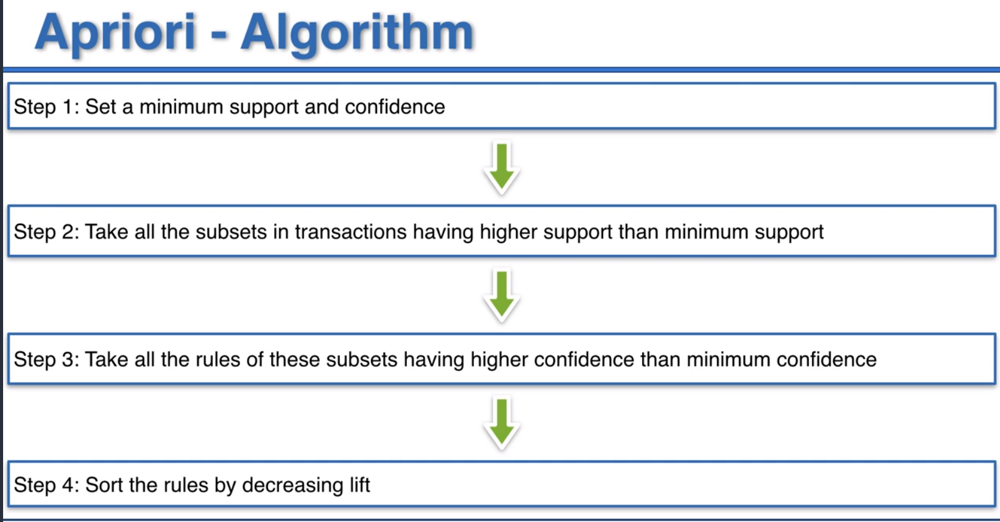 Apriori - Algorithm
Step 1: Set a minimum support and confidence
Step 2: Take all the subsets in transactions having higher support than minimum support
Step 3: Take all the rules of these subsets having higher confidence than minimum confidence
Step 4: Sort the rules by decreasing lift